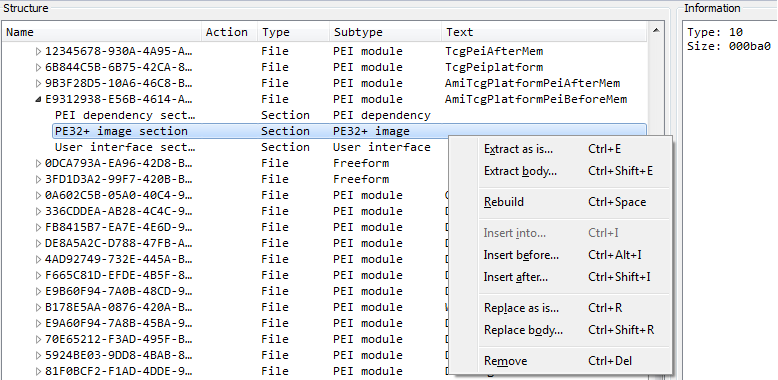 Structure
Information
Name Action Type Subtype Text
Type: 10
Size: 000ba0
12345678-930A-4A95-A… File PEI module TcgPeiAfterMem
6B844C5B-6B75-42CA-8… File PEI module TcgPeiplatform
9B3F28D5-10A6-46C8-B… File PEI module AmiTcgPlatformPeiAfterMem
E9312938-E56B-4614-A… File PEI module AmiTcgPlatformPeiBeforeMem
PEI dependency sect… Section PEI dependency
PE32+ image section Section PE32+ image
User interface sect… Section User interface
0DCA793A-EA96-42D8-B… File Freeform
3FD1D3A2-99F7-420B-B… File Freeform
0A602C5B-05A0-40C4-9… File PEI module
336CDDEA-AB28-4C4C-9… File PEI module
FB8415B7-EA7E-4E6D-9… File PEI module
DE8A5A2C-D788-47FB-A… File PEI module
4AD92749-732E-445A-B… File PEI module
F665C81D-EFDE-4B5F-8… File PEI module
E9B60F94-7A0B-48CD-9… File PEI module
B178E5AA-0876-420A-B… File PEI module
E9A60F94-7A8B-45BA-9… File PEI module
70E65212-F3AD-495F-B… File PEI module
5924BE03-9DD8-4BAB-8… File PEI module
81F0BCF2-F1AD-4DDE-9… File PEI module
Extract as is... Ctrl+E
Extract body... Ctrl+Shift+E
Rebuild Ctrl+Space
Insert into... Ctrl+I
Insert before... Ctrl+Alt+I
Insert after... Ctrl+Shift+I
Replace as is... Ctrl+R
Replace body... Ctrl+Shift+R
Remove Ctrl+Del